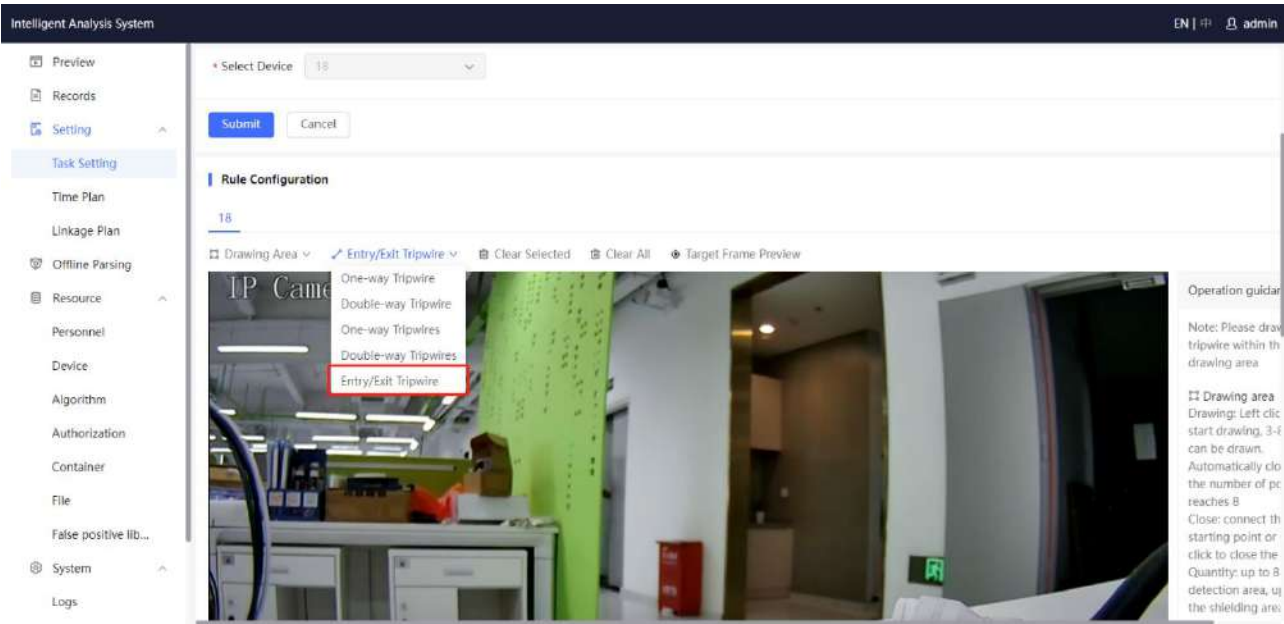 Intelligent Analysis System
EN | 中 admin
Preview
Records
Setting
Task Setting
Time Plan
Linkage Plan
Offline Parsing
Resource
Personnel
Device
Algorithm
Authorization
Container
File
False positive lib...
System
Logs
* Select Device 18
Submit Cancel
Rule Configuration
18
Drawing Area Entry/Exit Tripwire Clear Selected Clear All Target Frame Preview
IP Came
One-way Tripwire
Double-way Tripwire
One-way Tripwires
Double-way Tripwires
Entry/Exit Tripwire
Operation guidan
Note: Please draw
tripwire within th
drawing area
Drawing area
Drawing: Left clic
start drawing, 3-8
can be drawn.
Automatically clo
the number of po
reaches 8
Close: connect th
starting point or
click to close the
Quantity: up to 8
detection area, up
the shielding area